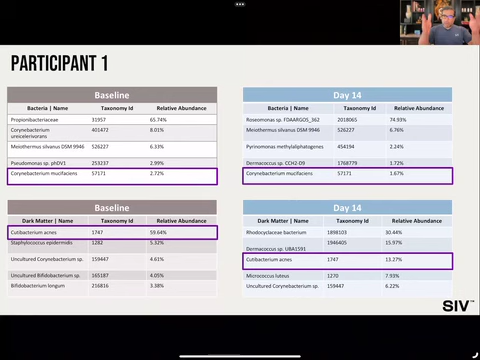 PARTICIPANT 1
Baseline
Bacteria | Name Taxonomy Id Relative Abundance
Propionibacteriaceae 31957 65.74%
Corynebacterium ureicelerivorans 401472 8.01%
Meiothermus silvanus DSM 9946 526227 6.33%
Pseudomonas sp. phDV1 253237 2.99%
Corynebacterium mucifaciens 57171 2.72%
Day 14
Bacteria | Name Taxonomy Id Relative Abundance
Roseomonas sp. FDAARGOS_362 2018065 74.93%
Meiothermus silvanus DSM 9946 526227 6.76%
Pyrinomonas methylaliphatogenes 454194 2.24%
Dermacoccus sp. CCH2-D9 1768779 1.72%
Corynebacterium mucifaciens 57171 1.67%
Baseline
Dark Matter | Name Taxonomy Id Relative Abundance
Cutibacterium acnes 1747 59.64%
Staphylococcus epidermidis 1282 5.32%
Uncultured Corynebacterium sp. 159447 4.61%
Uncultured Bifidobacterium sp. 165187 4.05%
Bifidobacterium longum 216816 3.38%
Day 14
Dark Matter | Name Taxonomy Id Relative Abundance
Rhodocyclaceae bacterium 1898103 30.44%
Dermacoccus sp. UBA1591 1946405 15.97%
Cutibacterium acnes 1747 13.27%
Micrococcus luteus 1270 7.93%
Uncultured Corynebacterium sp. 159447 6.22%
SIV™